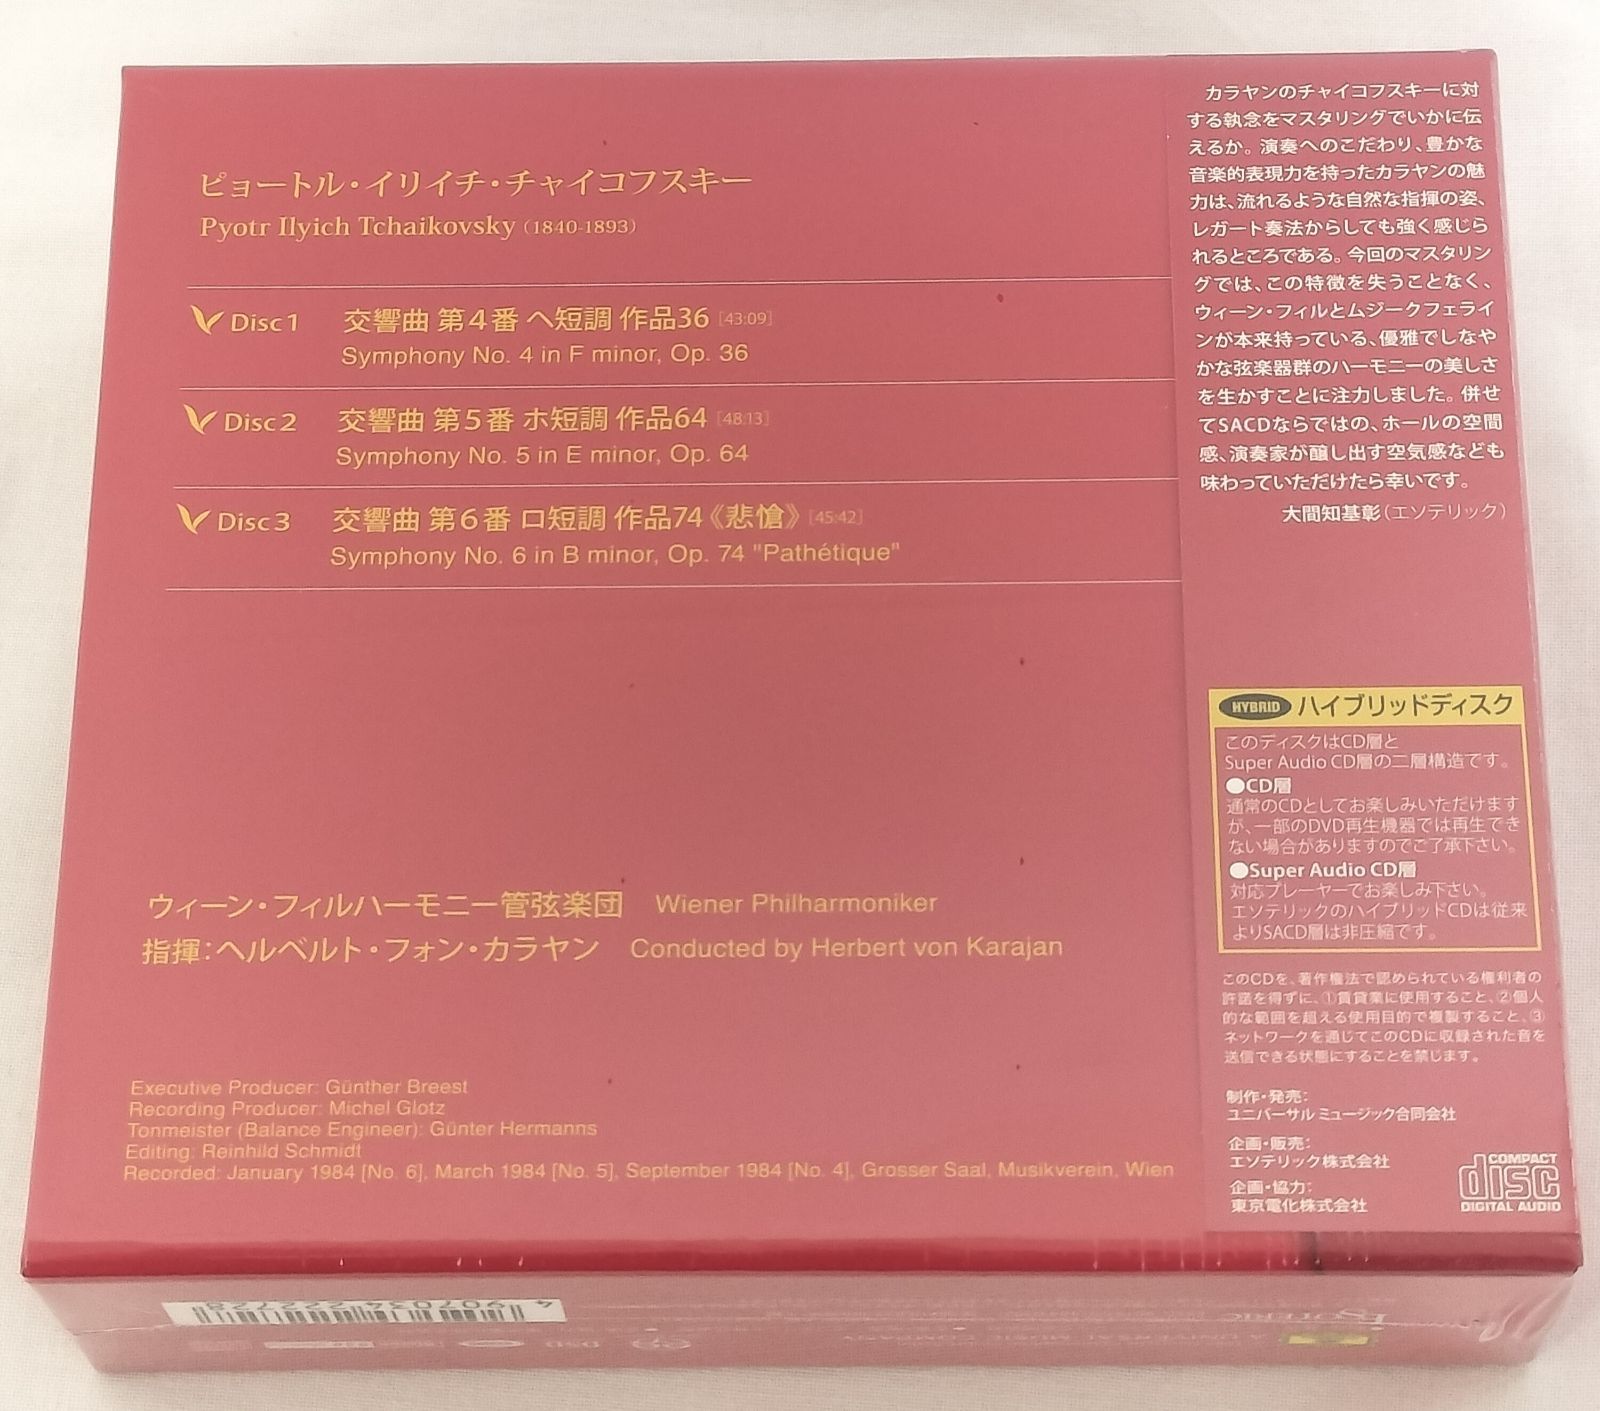 ピョートル・イリイチ・チャイコフスキー
Pyotr Ilyich Tchaikovsky (1840-1893)
Disc 1 交響曲 第4番 ヘ短調 作品36 [43:09]
Symphony No. 4 in F minor, Op. 36
Disc 2 交響曲 第5番 ホ短調 作品64 [48:13]
Symphony No. 5 in E minor, Op. 64
Disc 3 交響曲 第6番 ロ短調 作品74《悲愴》 [45:42]
Symphony No. 6 in B minor, Op. 74 "Pathétique"
ウィーン・フィルハーモニー管弦楽団 Wiener Philharmoniker
指揮：ヘルベルト・フォン・カラヤン Conducted by Herbert von Karajan
Executive Producer: Günther Breest
Recording Producer: Michel Glotz
Tonmeister (Balance Engineer): Günter Hermanns
Editing: Reinhild Schmidt
Recorded: January 1984 [No. 6], March 1984 [No. 5], September 1984 [No. 4], Grosser Saal, Musikverein, Wien
カラヤンのチャイコフスキーに対
する執念をマスタリングでいかに伝
えるか。演奏へのこだわり、豊かな
音楽的表現力を持ったカラヤンの魅
力は、流れるような自然な指揮の姿、
レガート奏法からしても強く感じら
れるところである。今回のマスタリン
グでは、この特徴を失うことなく、
ウィーン・フィルとムジークフェライ
ンが本来持っている、優雅でしなや
かな弦楽器群のハーモニーの美しさ
を生かすことに注力しました。併せ
てSACDならではの、ホールの空間
感、演奏家が醸し出す空気感なども
味わっていただけたら幸いです。
大間知基彰（エソテリック）
HYBRID ハイブリッドディスク
このディスクはCD層と
Super Audio CD層の二層構造です。
●CD層
通常のCDとしてお楽しみいただけます
が、一部のDVD再生機器では再生でき
ない場合がありますのでご了承下さい。
●Super Audio CD層
対応プレーヤーでお楽しみ下さい。
エソテリックのハイブリッドCDは従来
よりSACD層は非圧縮です。
このCDを、著作権法で認められている権利者の
許諾を得ずに、①賃貸業に使用すること、②個人
的な範囲を超える使用目的で複製すること、③
ネットワークを通じてこのCDに収録された音を
送信できる状態にすることを禁じます。
制作・発売：
ユニバーサル ミュージック合同会社
企画・販売：
エソテリック株式会社
企画・協力：
東京電化株式会社
COMPACT
disc
DIGITAL AUDIO
4 907034 222728
ESOTERIC
A UNIVERSAL MUSIC COMPANY
DSD